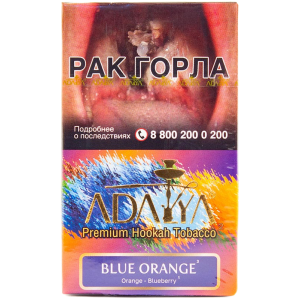 РАК ГОРЛА
Подробнее
о последствиях
8 800 200 0 200
ADALYA
Premium Hookah Tobacco
BLUE ORANGE
Orange - Blueberry